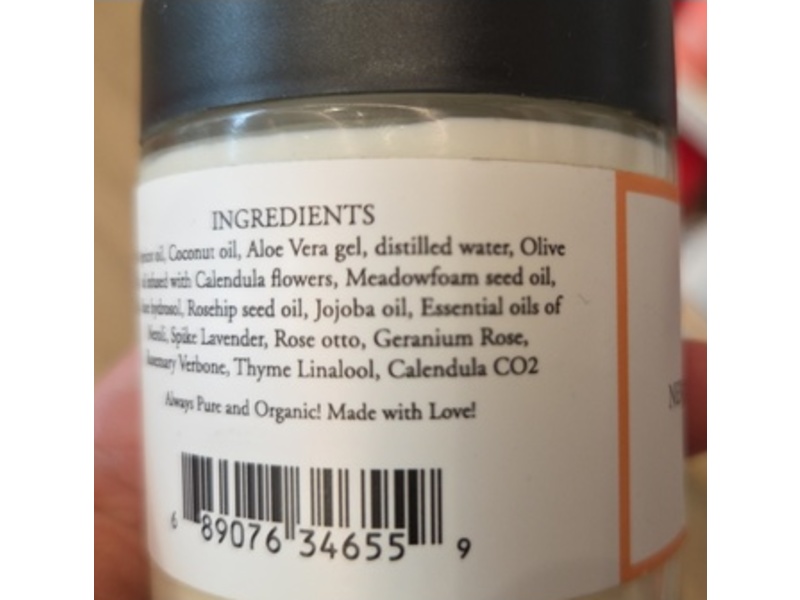 INGREDIENTS
oil, Coconut oil, Aloe Vera gel, distilled water, Olive
infused with Calendula flowers, Meadowfoam seed oil,
hydrosol, Rosehip seed oil, Jojoba oil, Essential oils of
Neroli, Spike Lavender, Rose otto, Geranium Rose,
Rosemary Verbone, Thyme Linalool, Calendula CO2
Always Pure and Organic! Made with Love!
6 89076 34655 9